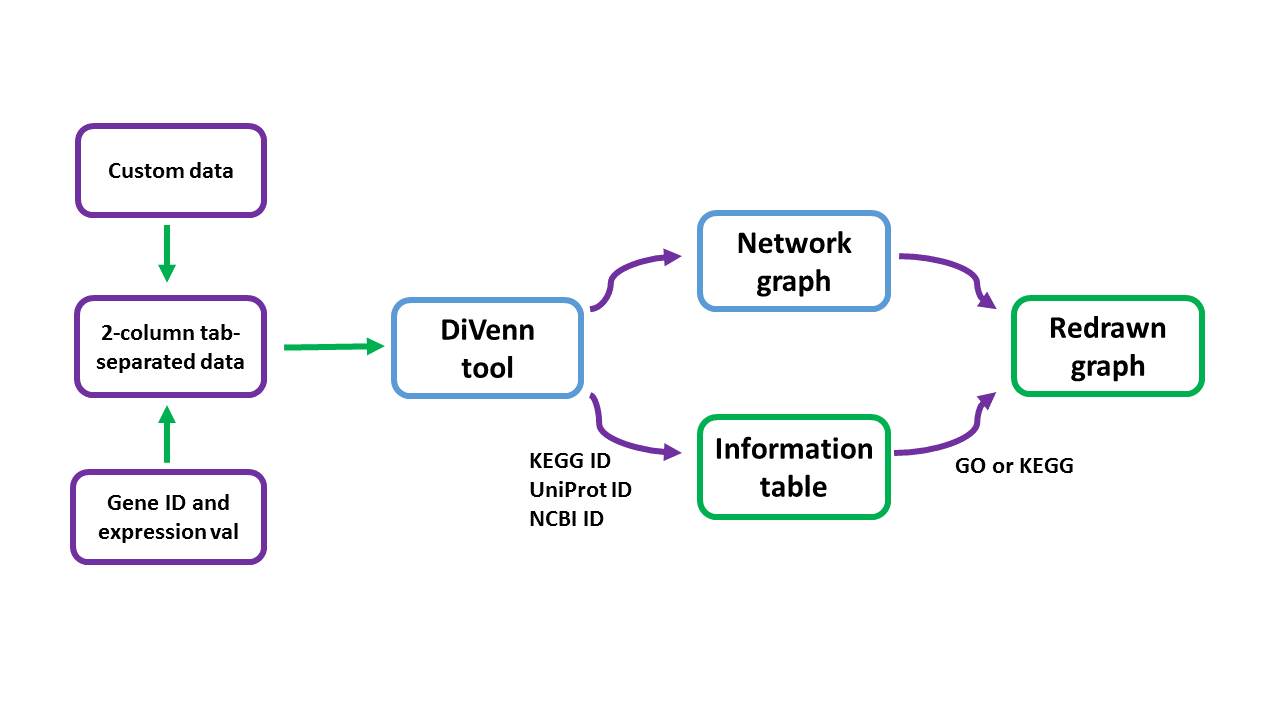 Custom data
2-column tab-
separated data
Gene ID and
expression val
DiVenn
tool
KEGG ID
UniProt ID
NCBI ID
Network
graph
Information
table
GO or KEGG
Redrawn
graph